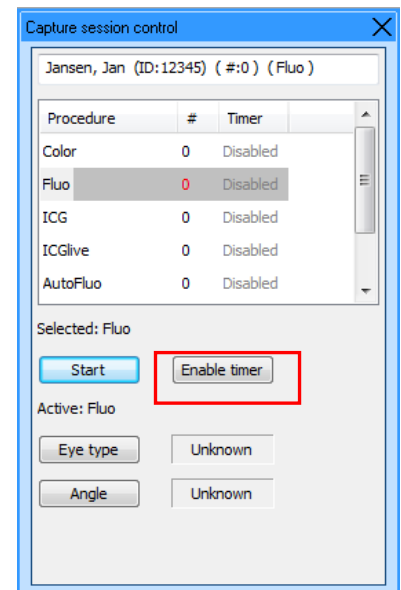 Capture session control
Jansen, Jan (ID:12345) ( #:0 ) ( Fluo )
Procedure # Timer
Color 0 Disabled
Fluo 0 Disabled
ICG 0 Disabled
ICGlive 0 Disabled
AutoFluo 0 Disabled
Selected: Fluo
Start Enable timer
Active: Fluo
Eye type Unknown
Angle Unknown